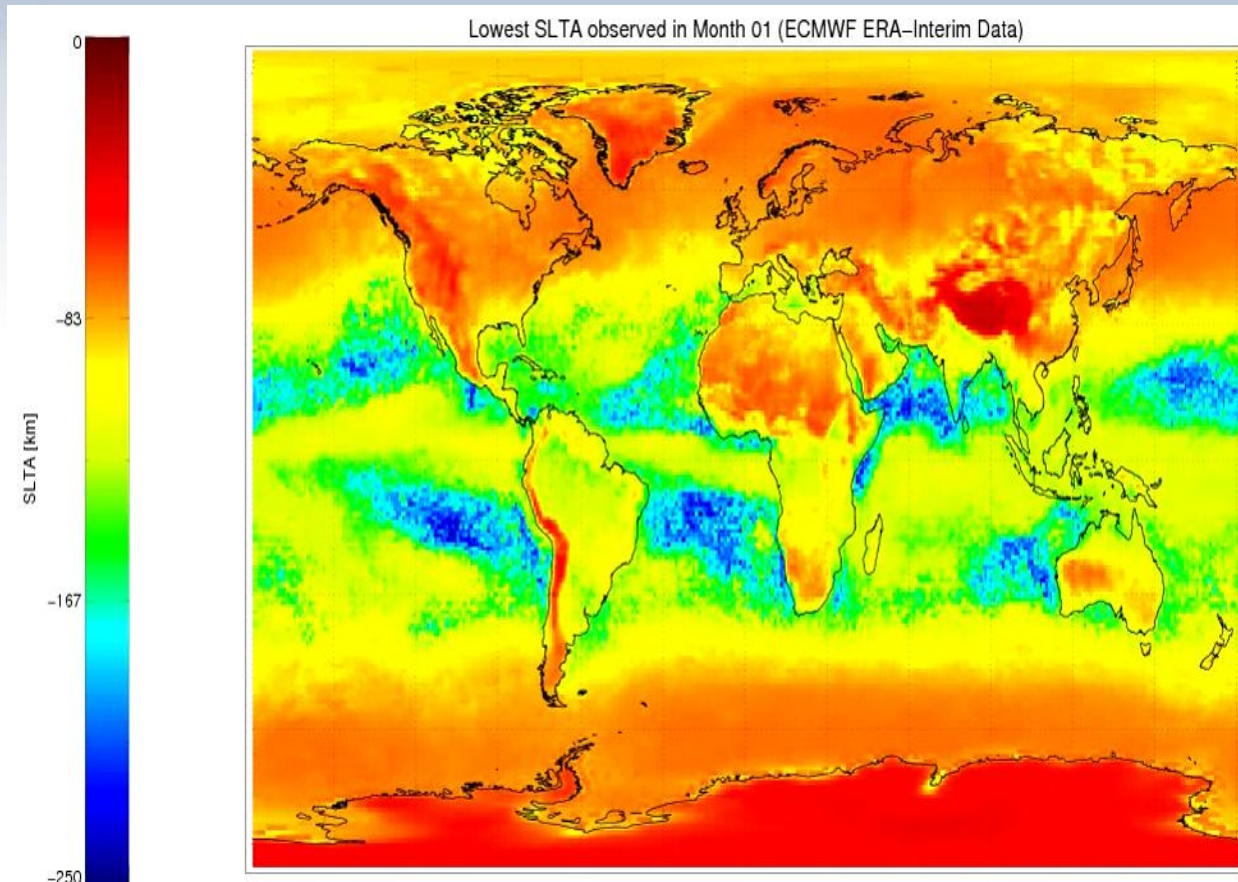 Lowest SLTA observed in Month 01 (ECMWF ERA–Interim Data)
0
−83
−167
−250
SLTA [km]